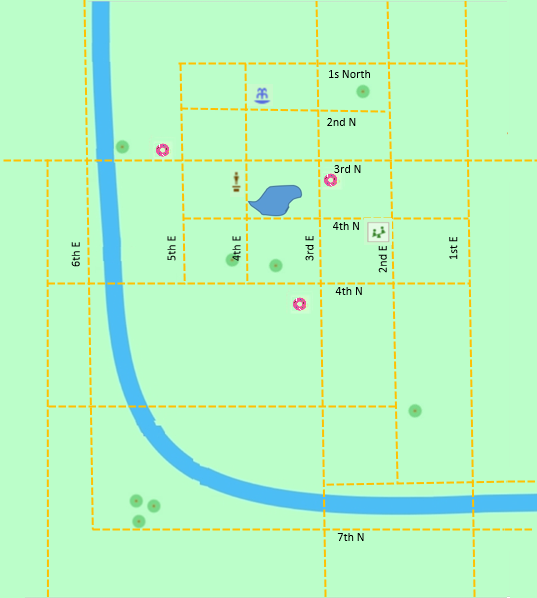 1s North
2nd N
3rd N
4th N
6th E
5th E
4th E
3rd E
2nd E
1st E
4th N
7th N